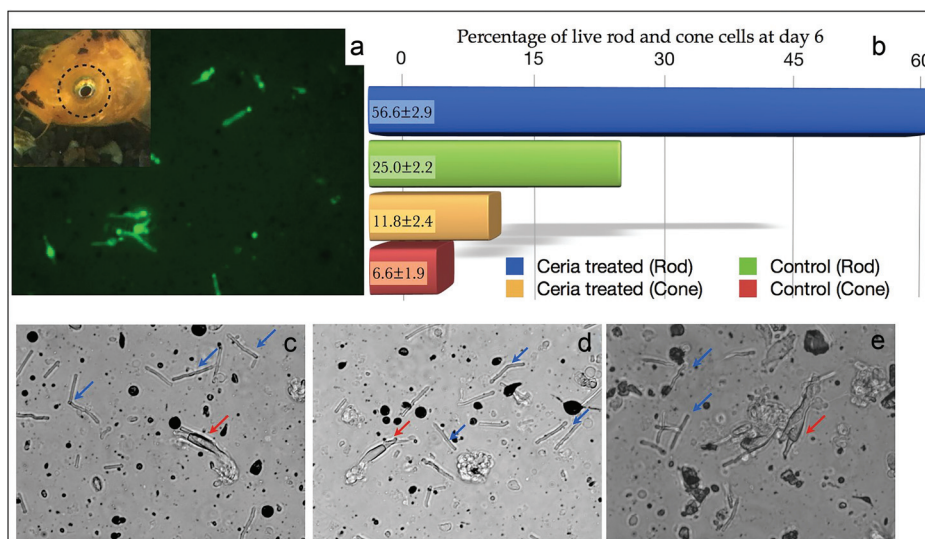 a
Percentage of live rod and cone cells at day 6
b
0 15 30 45 60
56.6±2.9
25.0±2.2
11.8±2.4
6.6±1.9
Ceria treated (Rod) Control (Rod)
Ceria treated (Cone) Control (Cone)
c d e